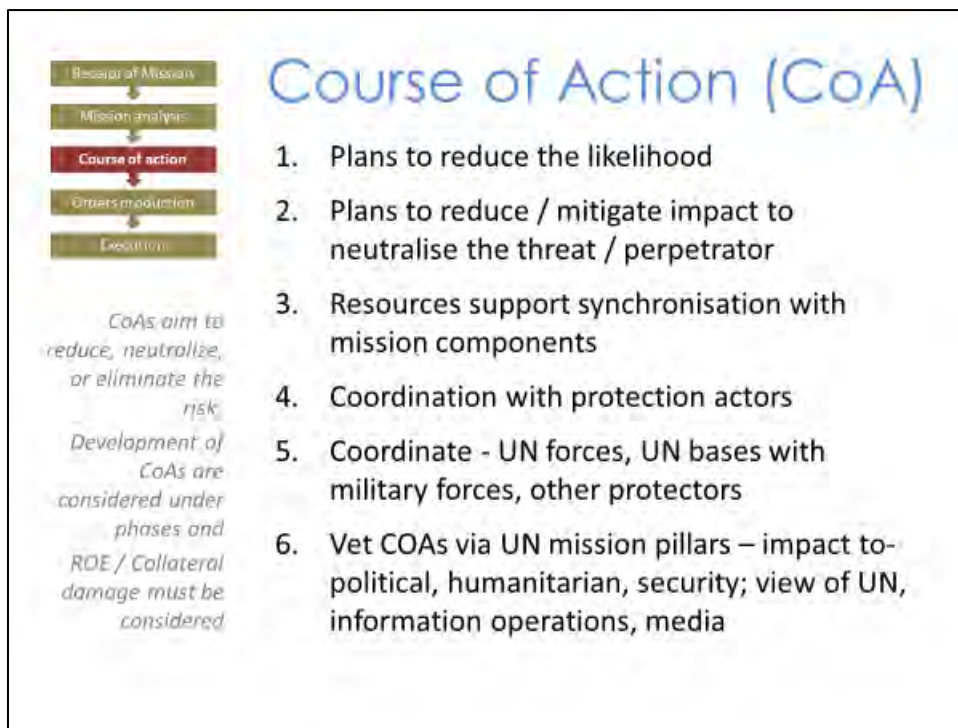 Course of Action (CoA)
Receipt of Mission
Mission analysis
Course of action
Orders production
Execution
CoAs aim to
reduce, neutralize,
or eliminate the
risk.
Development of
CoAs are
considered under
phases and
ROE / Collateral
damage must be
considered
1. Plans to reduce the likelihood
2. Plans to reduce / mitigate impact to
neutralise the threat / perpetrator
3. Resources support synchronisation with
mission components
4. Coordination with protection actors
5. Coordinate - UN forces, UN bases with
military forces, other protectors
6. Vet COAs via UN mission pillars – impact to-
political, humanitarian, security; view of UN,
information operations, media